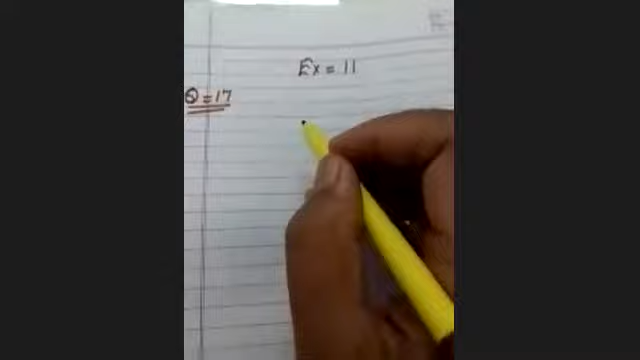 Ex = 11
Q = 17